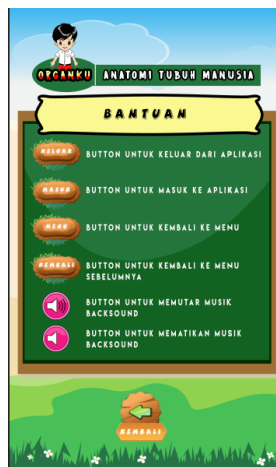 ORGANKU ANATOMI TUBUH MANUSIA
BANTUAN
KELUAR BUTTON UNTUK KELUAR DARI APLIKASI
MASUK BUTTON UNTUK MASUK KE APLIKASI
MENU BUTTON UNTUK KEMBALI KE MENU
KEMBALI BUTTON UNTUK KEMBALI KE MENU
SEBELUMNYA
BUTTON UNTUK MEMUTAR MUSIK
BACKSOUND
BUTTON UNTUK MEMATIKAN MUSIK
BACKSOUND
KEMBALI